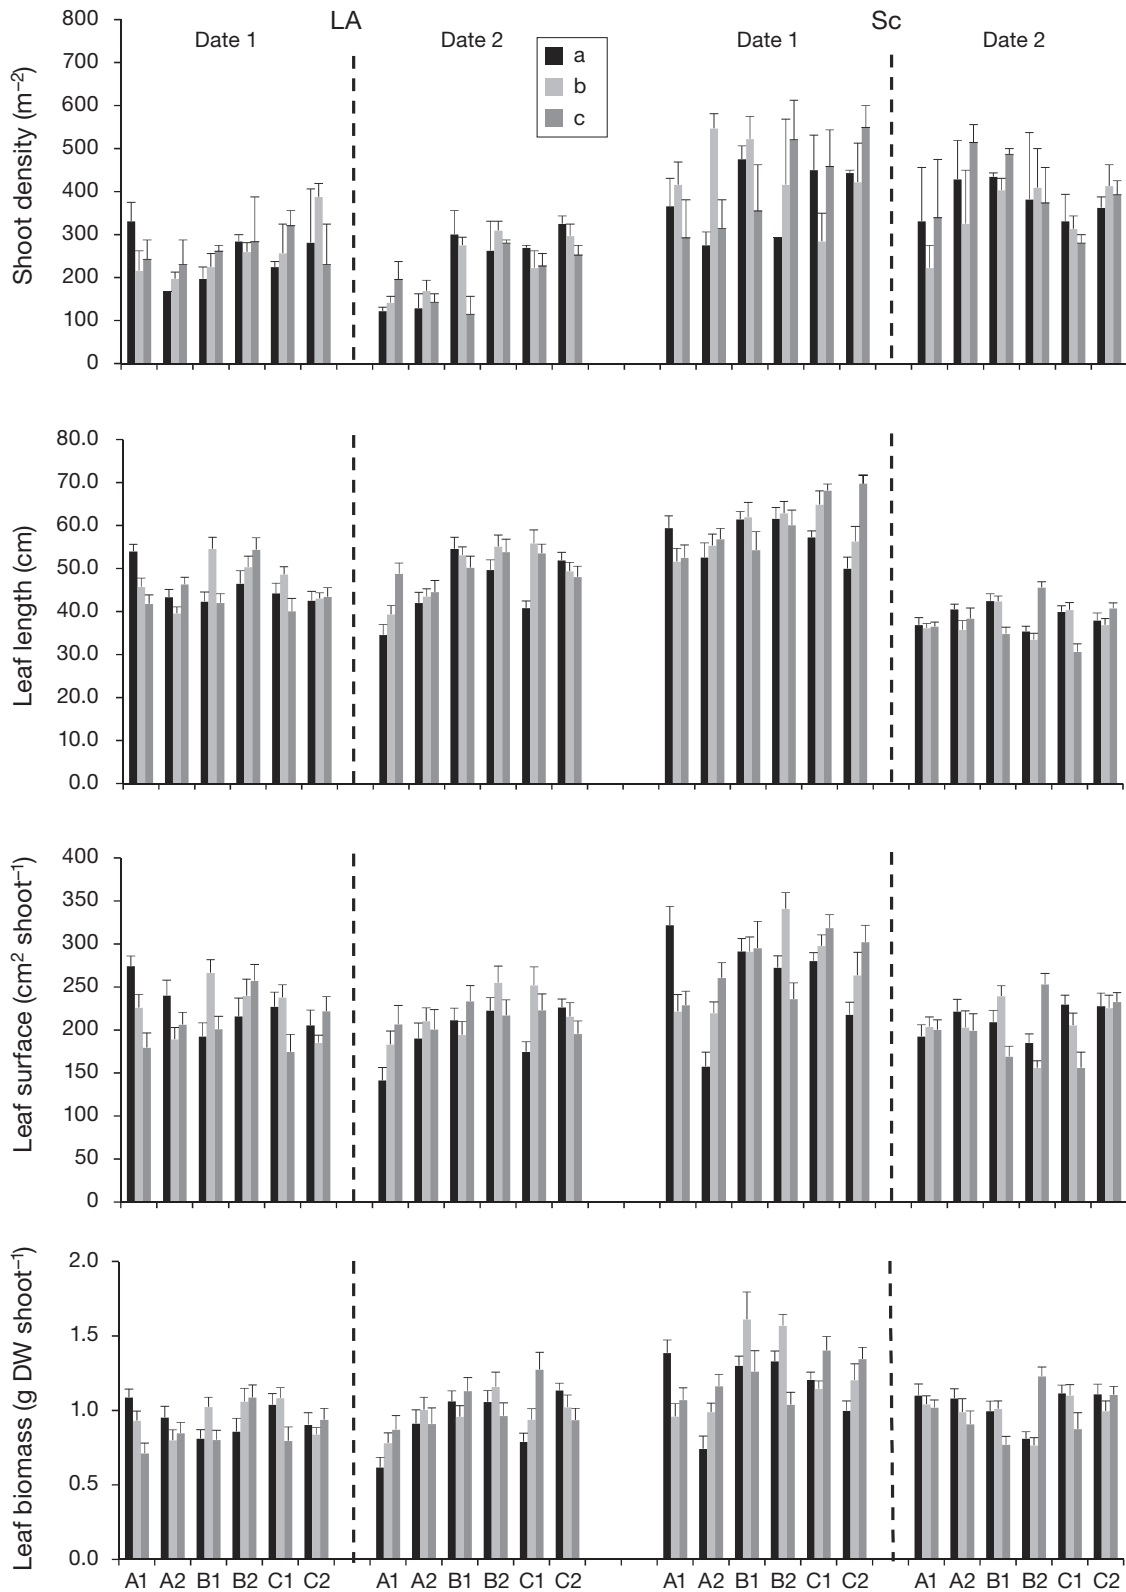 LA
Sc
Date 1
Date 2
Date 1
Date 2
a
b
c
Shoot density (m⁻²)
800
700
600
500
400
300
200
100
0
Leaf length (cm)
80.0
70.0
60.0
50.0
40.0
30.0
20.0
10.0
0.0
Leaf surface (cm² shoot⁻¹)
400
350
300
250
200
150
100
50
0
Leaf biomass (g DW shoot⁻¹)
2.0
1.5
1.0
0.5
0.0
A1 A2 B1 B2 C1 C2 A1 A2 B1 B2 C1 C2 A1 A2 B1 B2 C1 C2 A1 A2 B1 B2 C1 C2